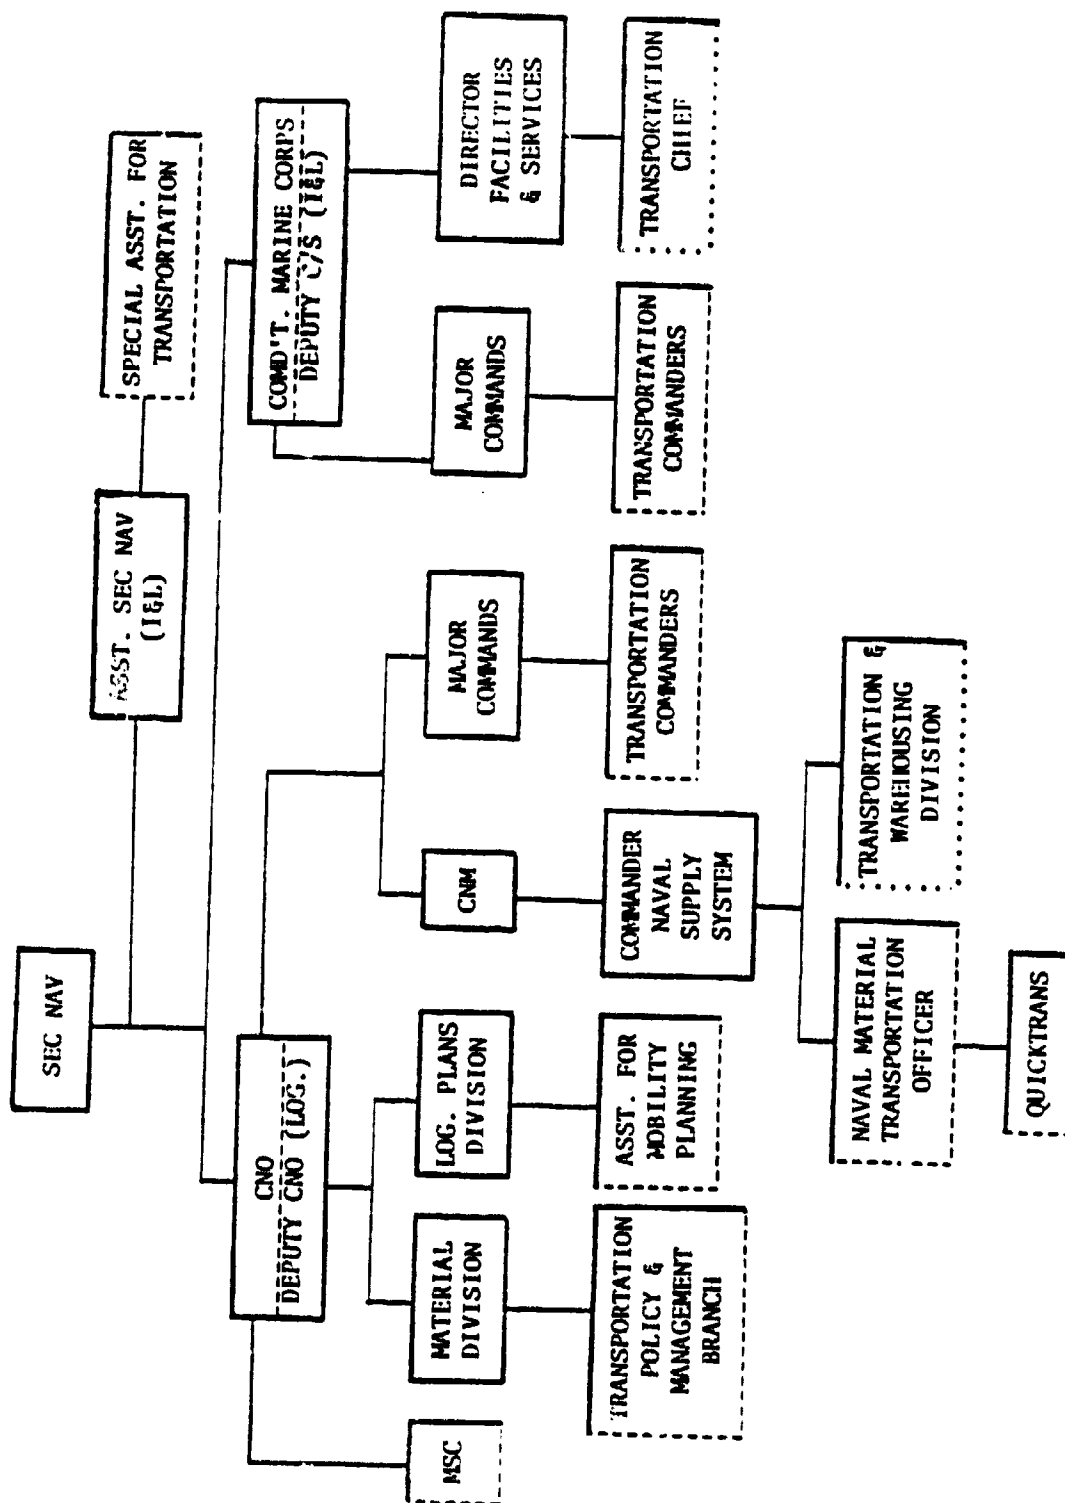 SEC NAV
ASST. SEC NAV
(I&L)
SPECIAL ASST. FOR
TRANSPORTATION
CNO
DEPUTY CNO (LOG.)
COMD'T. MARINE CORPS
DEPUTY C/S (I&L)
MSC
MATERIAL
DIVISION
LOG. PLANS
DIVISION
CNM
MAJOR
COMMANDS
MAJOR
COMMANDS
DIRECTOR
FACILITIES
& SERVICES
TRANSPORTATION
POLICY &
MANAGEMENT
BRANCH
ASST. FOR
MOBILITY
PLANNING
COMMANDER
NAVAL
SUPPLY
SYSTEM
TRANSPORTATION
COMMANDERS
TRANSPORTATION
COMMANDERS
TRANSPORTATION
CHIEF
NAVAL MATERIAL
TRANSPORTATION
OFFICER
TRANSPORTATION &
WAREHOUSING
DIVISION
QUICKTRANS